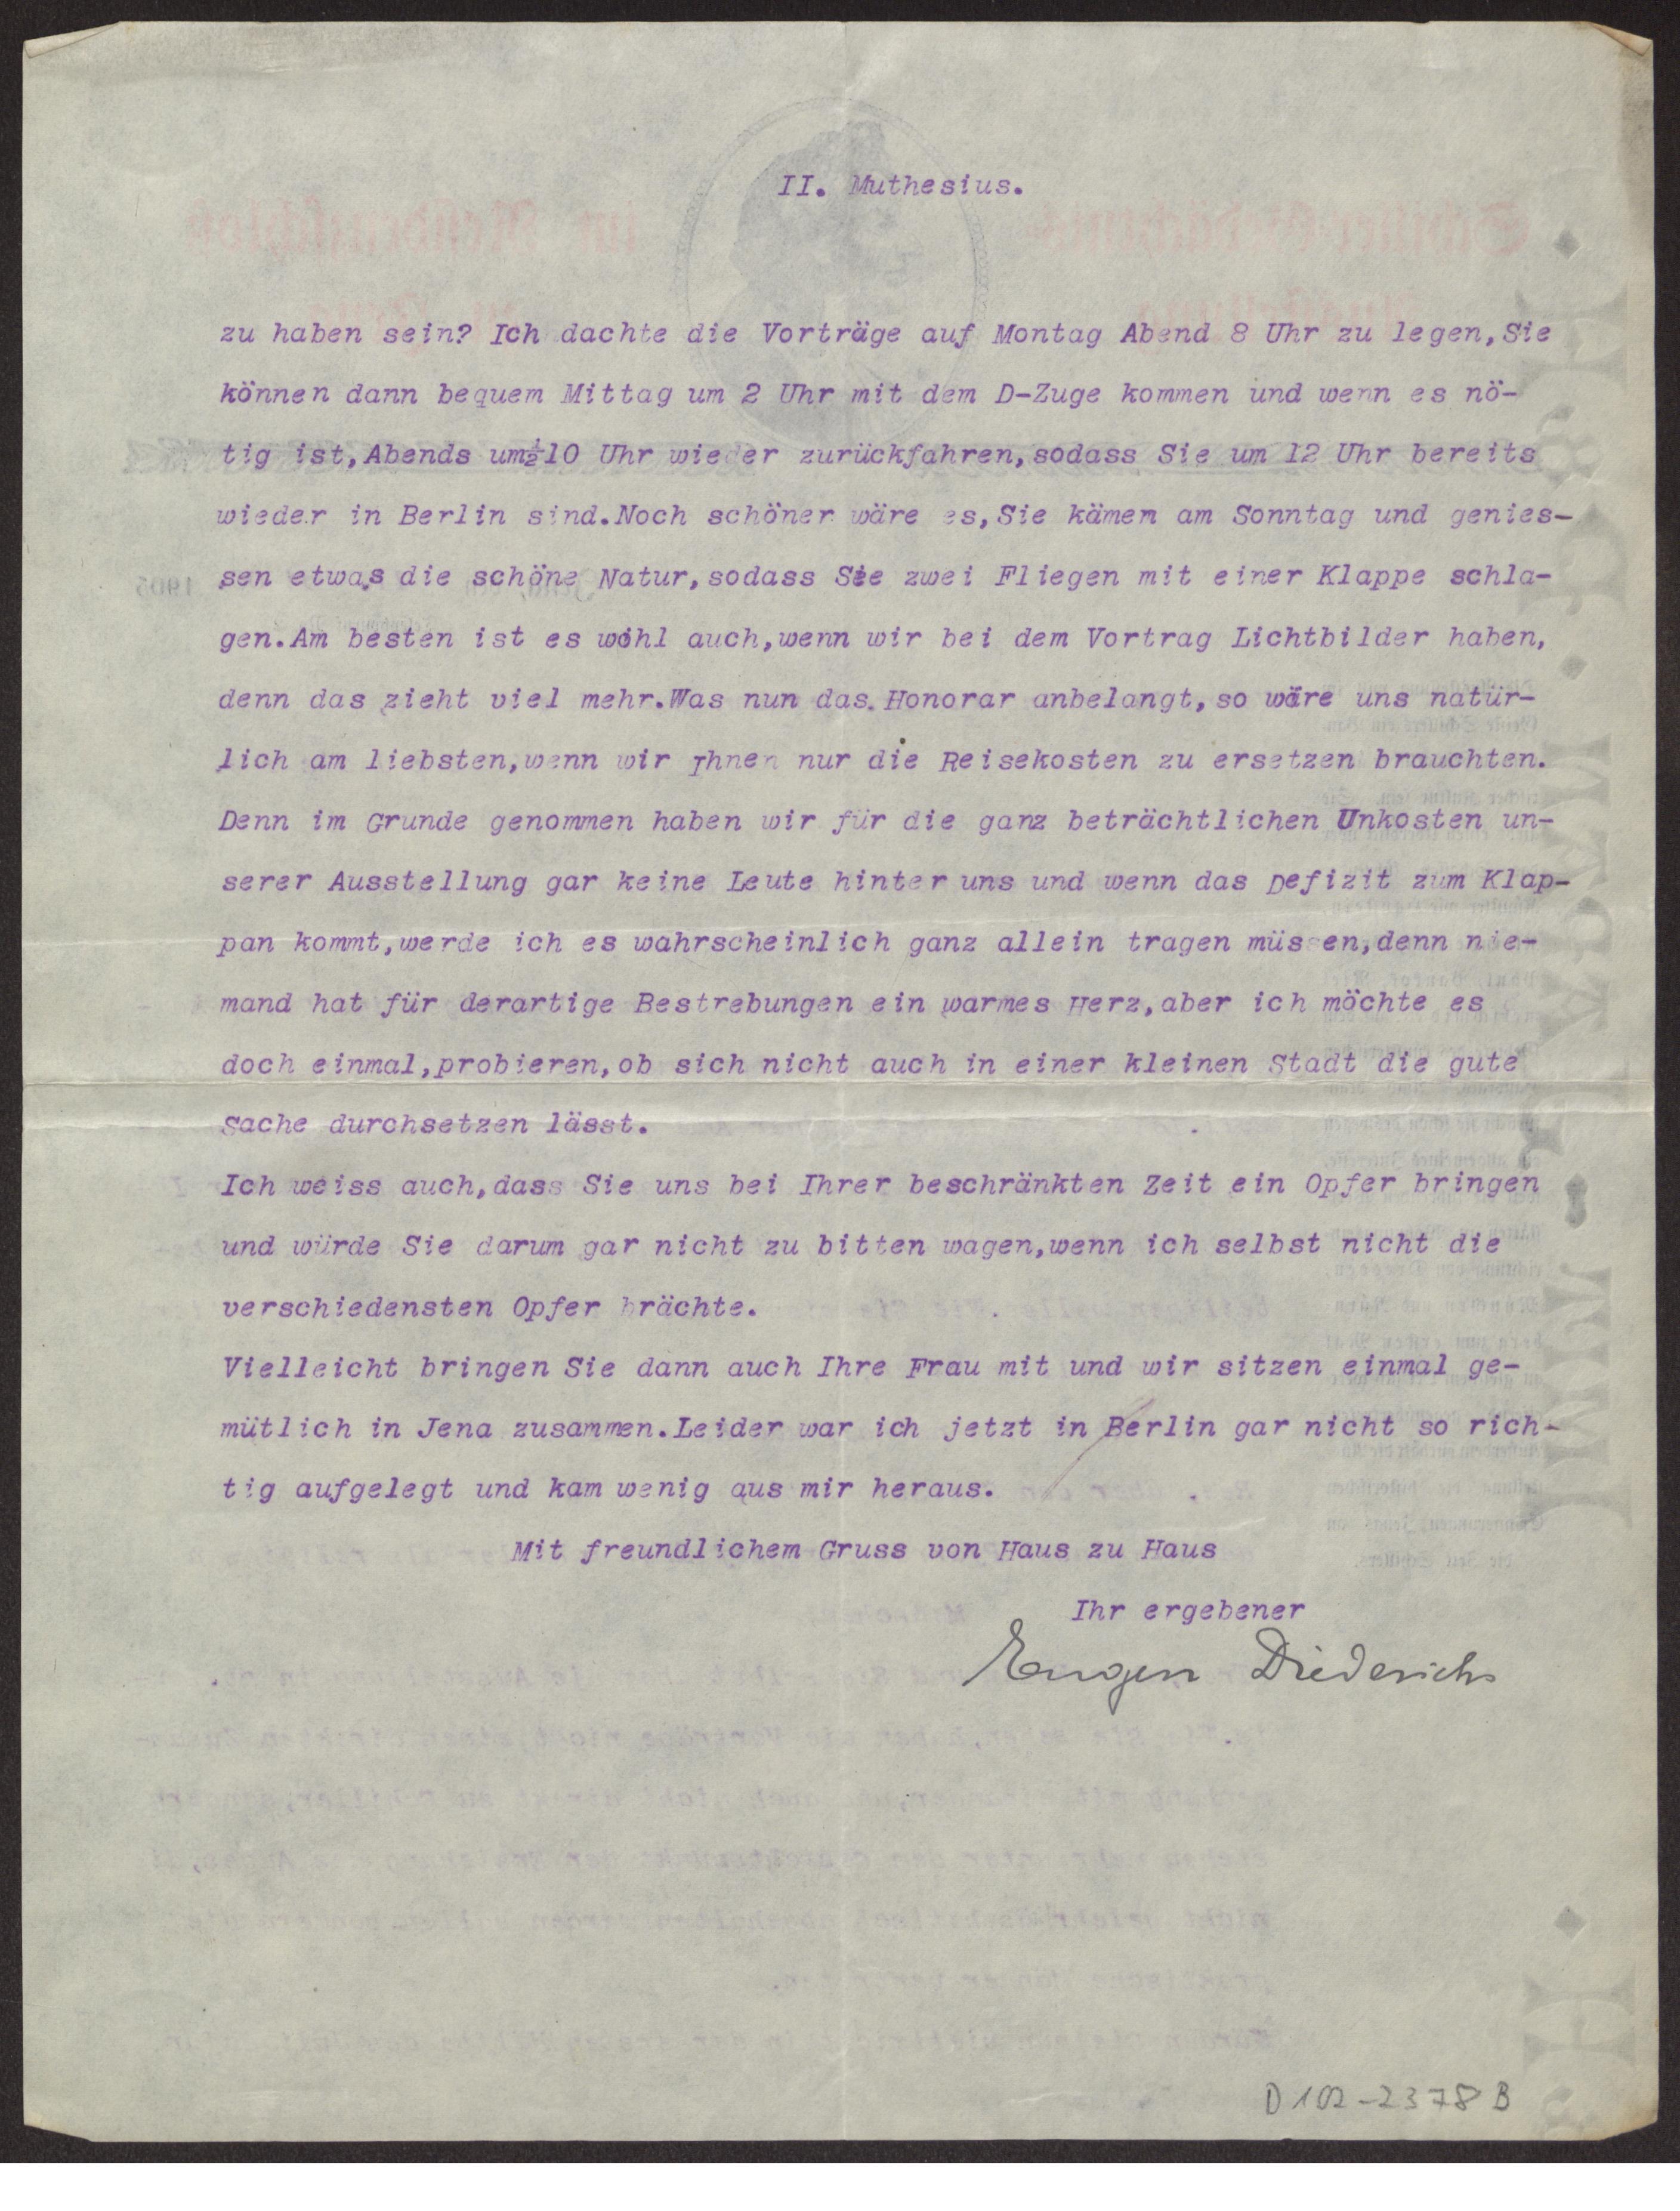 II. Muthesius.
zu haben sein? Ich dachte die Vorträge auf Montag Abend 8 Uhr zu legen,Sie
können dann bequem Mittag um 2 Uhr mit dem D-Zuge kommen und wenn es nö-
tig ist,Abends um½10 Uhr wieder zurückfahren,sodass Sie um 12 Uhr bereits
wieder in Berlin sind.Noch schöner wäre es,Sie kämem am Sonntag und genies-
sen etwas die schöne Natur,sodass Sie zwei Fliegen mit einer Klappe schla-
gen.Am besten ist es wohl auch,wenn wir bei dem Vortrag Lichtbilder haben,
denn das zieht viel mehr.Was nun das Honorar anbelangt,so wäre uns natür-
lich am liebsten,wenn wir Ihnen nur die Reisekosten zu ersetzen brauchten.
Denn im Grunde genommen haben wir für die ganz beträchtlichen Unkosten un-
serer Ausstellung gar keine Leute hinter uns und wenn das Defizit zum Klap-
pan kommt,werde ich es wahrscheinlich ganz allein tragen müssen,denn nie-
mand hat für derartige Bestrebungen ein warmes Herz,aber ich möchte es
doch einmal,probieren,ob sich nicht auch in einer kleinen Stadt die gute
Sache durchsetzen lässt.
Ich weiss auch,dass Sie uns bei Ihrer beschränkten Zeit ein Opfer bringen
und würde Sie darum gar nicht zu bitten wagen,wenn ich selbst nicht die
verschiedensten Opfer brächte.
Vielleicht bringen Sie dann auch Ihre Frau mit und wir sitzen einmal ge-
mütlich in Jena zusammen.Leider war ich jetzt in Berlin gar nicht so rich-
tig aufgelegt und kam wenig aus mir heraus.
Mit freundlichem Gruss von Haus zu Haus
Ihr ergebener
Eugen Diederichs
D 102-2378 B